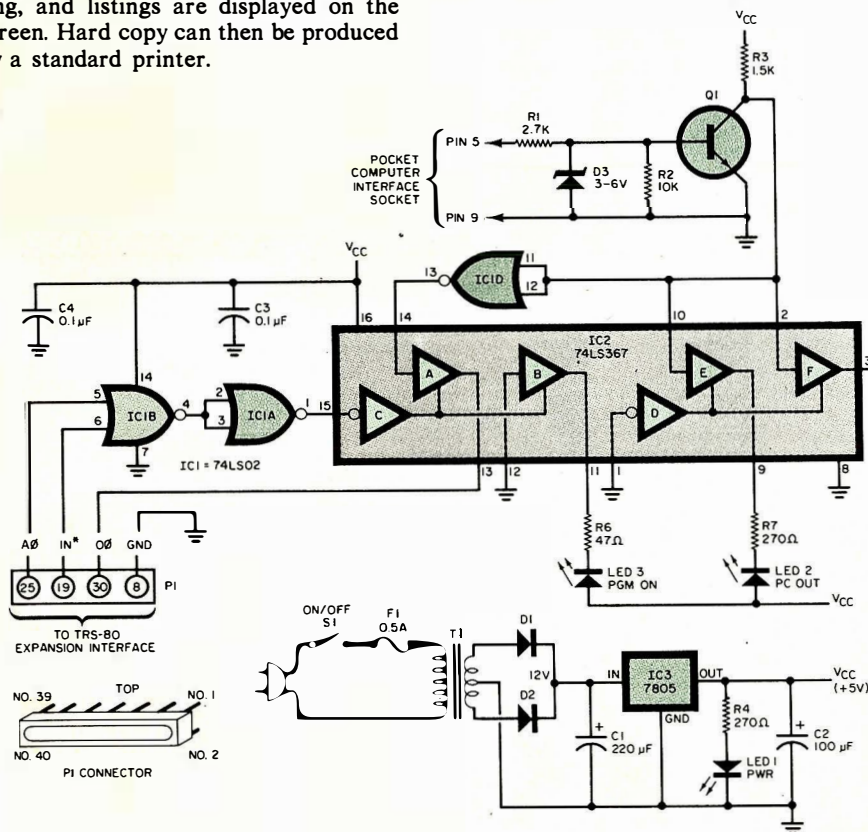 ng, and listings are displayed on the
reen. Hard copy can then be produced
a standard printer.
VCC
R3
1.5K
Q1
R1
2.7K
PIN 5
POCKET
COMPUTER
INTERFACE
SOCKET
D3
3-6V
R2
10K
PIN 9
VCC
13
IC1D
11
12
C4
0.1µF
C3
0.1µF
16
14
10
2
IC2
74LS367
A
B
E
F
3
14
5
6
IC1B
4
2
3
IC1A
1
15
C
D
7
IC1 = 74LS02
13
12
11
1
9
8
AØ
IN*
OØ
GND
R6
47Ω
R7
270Ω
25
19
30
8
P1
LED 3
PGM ON
LED 2
PC OUT
VCC
TO TRS-80
EXPANSION INTERFACE
ON/OFF
S1
F1
0.5A
T1
D1
12V
D2
IN
IC3
7805
OUT
GND
VCC
(+5V)
R4
270Ω
+
C1
220 µF
+
C2
100 µF
LED 1
PWR
NO. 39
TOP
NO. 1
NO. 40
NO. 2
P1 CONNECTOR